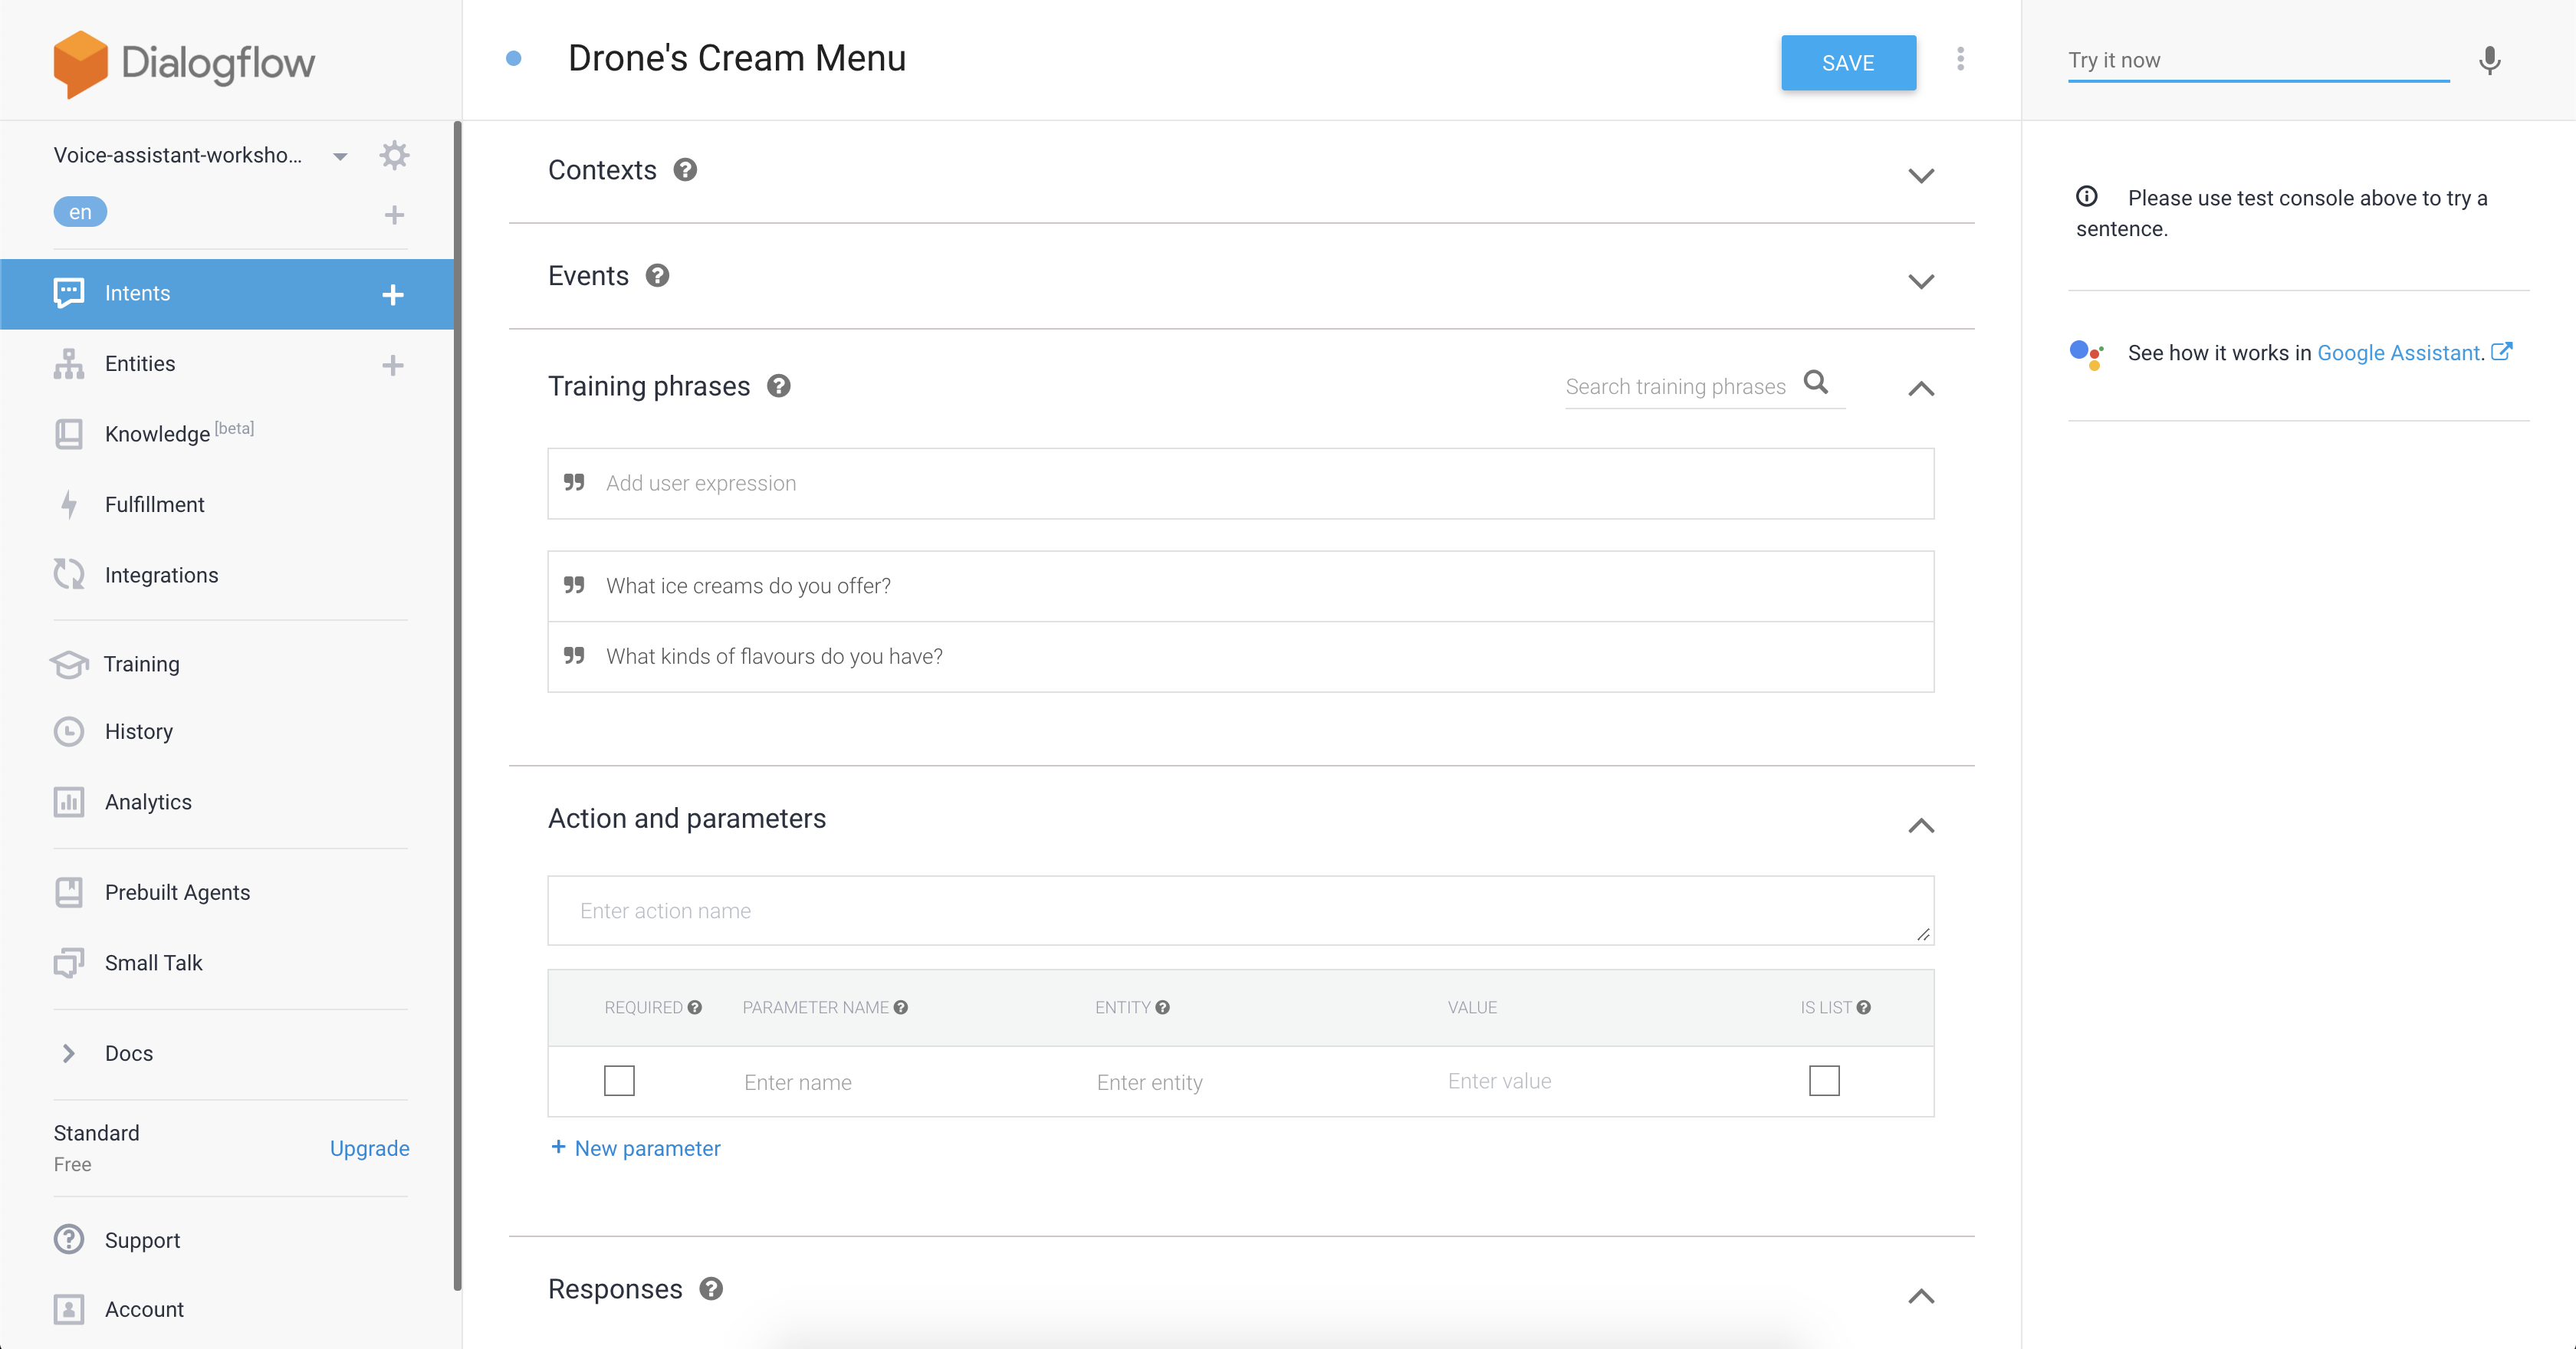 Dialogflow
Voice-assistant-worksho...
en
Intents
Entities
Knowledge [beta]
Fulfillment
Integrations
Training
History
Analytics
Prebuilt Agents
Small Talk
Docs
Standard
Free
Upgrade
Support
Account
Drone's Cream Menu
SAVE
Contexts
Events
Training phrases
Search training phrases
Add user expression
What ice creams do you offer?
What kinds of flavours do you have?
Action and parameters
Enter action name
REQUIRED PARAMETER NAME ENTITY VALUE IS LIST
Enter name Enter entity Enter value
+ New parameter
Responses
Try it now
Please use test console above to try a
sentence.
See how it works in Google Assistant.